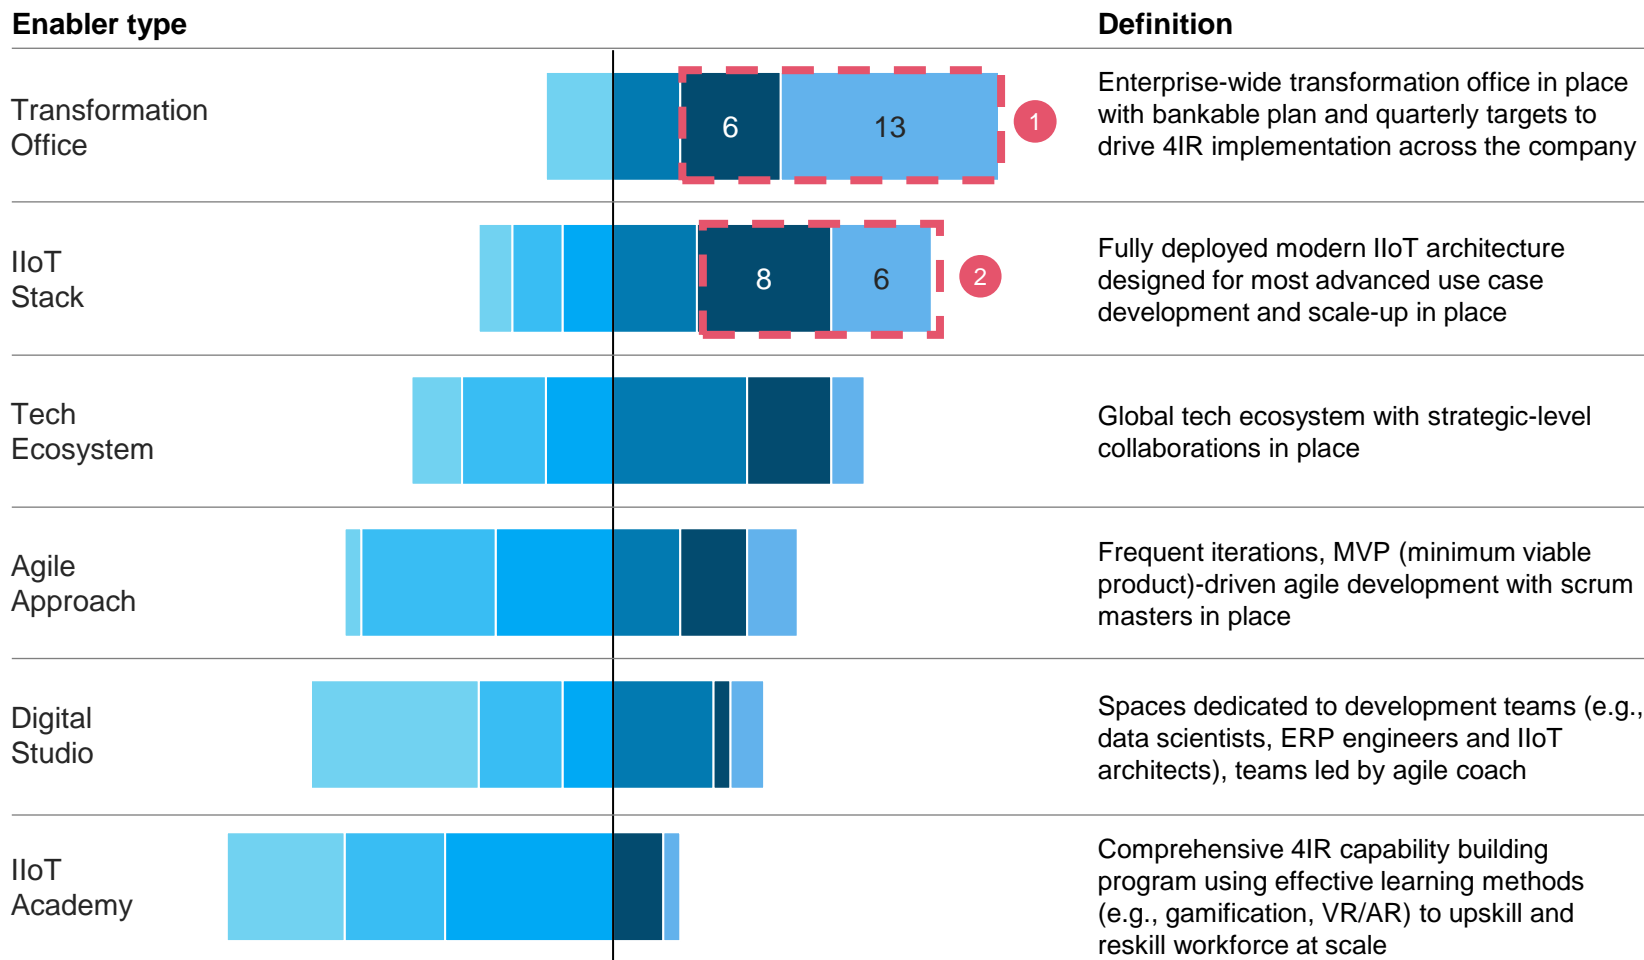 Enabler type
Definition
Transformation
Office
6
13
1
Enterprise-wide transformation office in place
with bankable plan and quarterly targets to
drive 4IR implementation across the company
IIoT
Stack
8
6
2
Fully deployed modern IIoT architecture
designed for most advanced use case
development and scale-up in place
Tech
Ecosystem
Global tech ecosystem with strategic-level
collaborations in place
Agile
Approach
Frequent iterations, MVP (minimum viable
product)-driven agile development with scrum
masters in place
Digital
Studio
Spaces dedicated to development teams (e.g.,
data scientists, ERP engineers and IIoT
architects), teams led by agile coach
IIoT
Academy
Comprehensive 4IR capability building
program using effective learning methods
(e.g., gamification, VR/AR) to upskill and
reskill workforce at scale